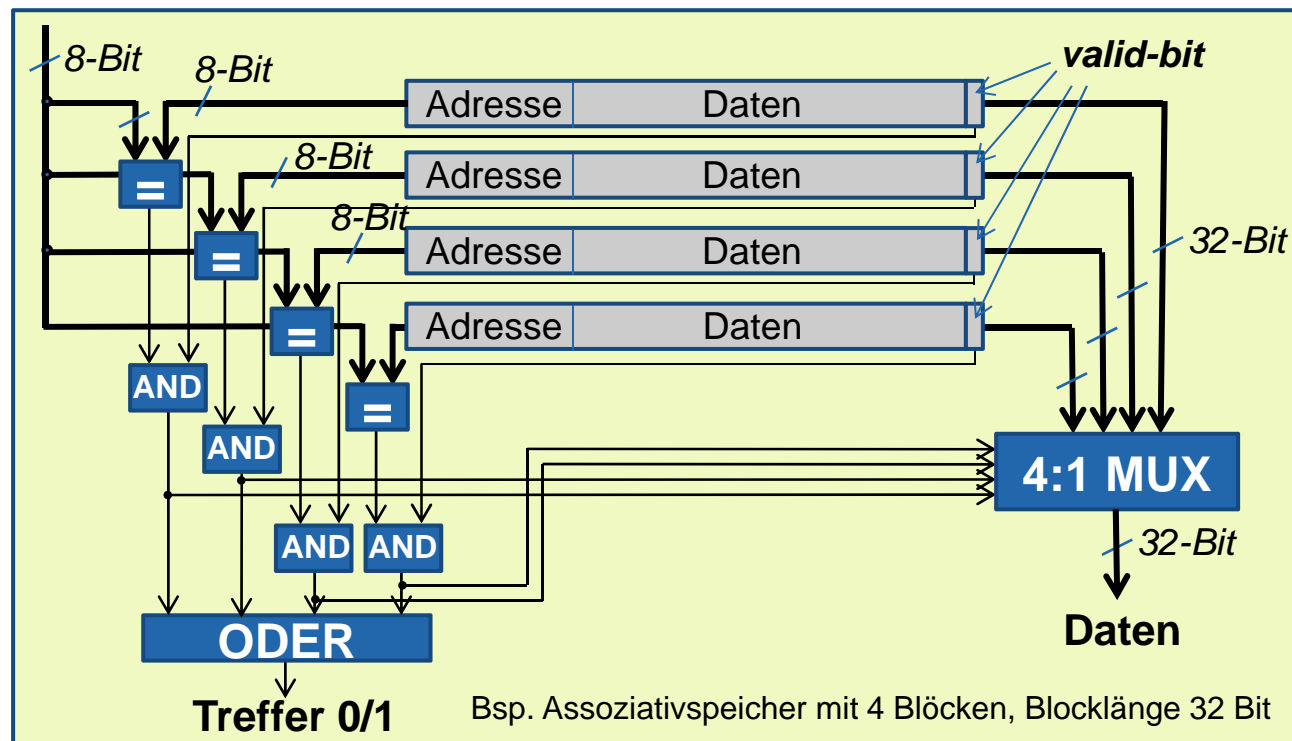 8-Bit
8-Bit
valid-bit
Adresse Daten
=
8-Bit
Adresse Daten
=
8-Bit
Adresse Daten
32-Bit
=
Adresse Daten
AND
=
AND
4:1 MUX
AND AND
32-Bit
ODER
Daten
Treffer 0/1
Bsp. Assoziativspeicher mit 4 Blöcken, Blocklänge 32 Bit